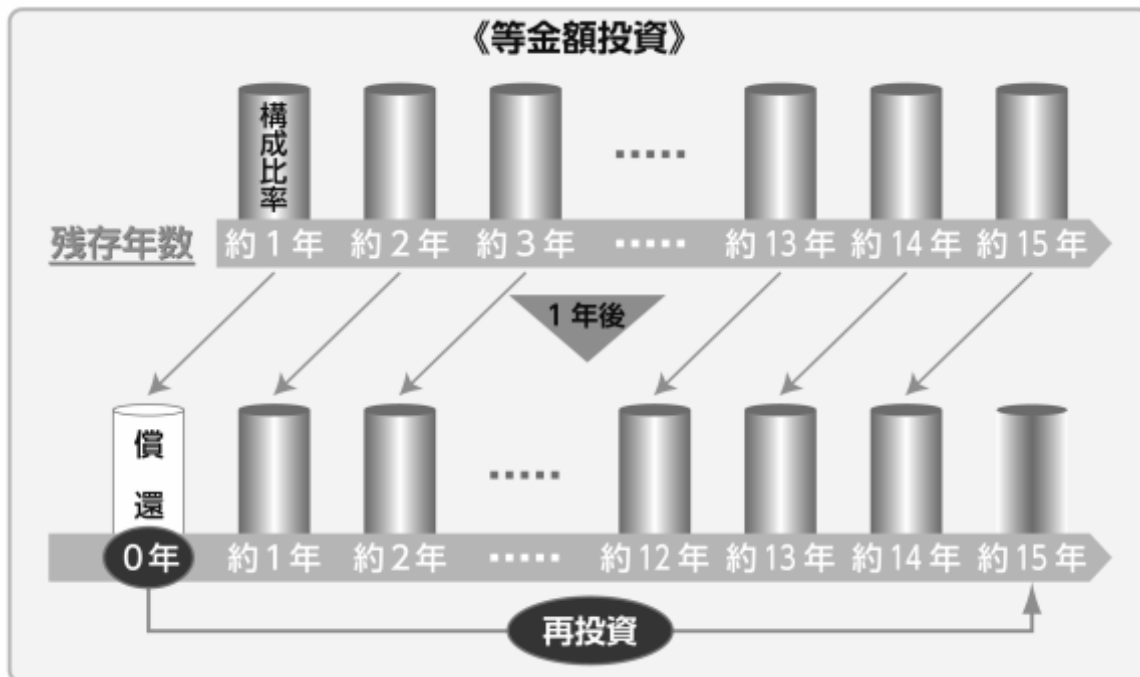 《等金額投資》
構成比率
・・・・・
残存年数 約1年 約2年 約3年 ・・・・・ 約13年 約14年 約15年
1年後
償還
・・・・・
0年 約1年 約2年 ・・・・・ 約12年 約13年 約14年 約15年
再投資